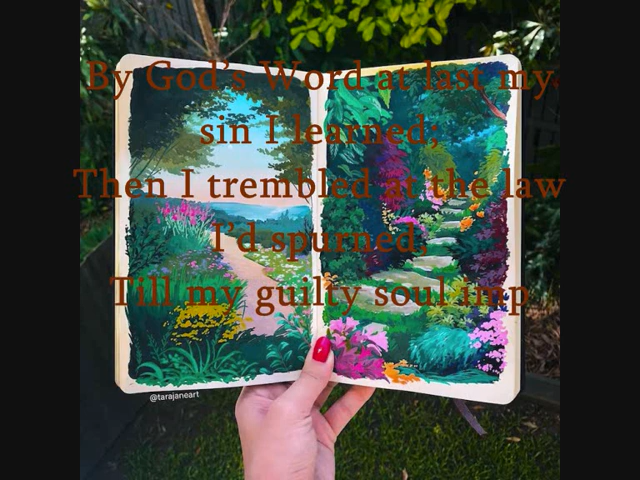 By God's Word at last my
sin I learned;
Then I trembled at the law
I'd spurned,
Till my guilty soul imp
@tarajaneart